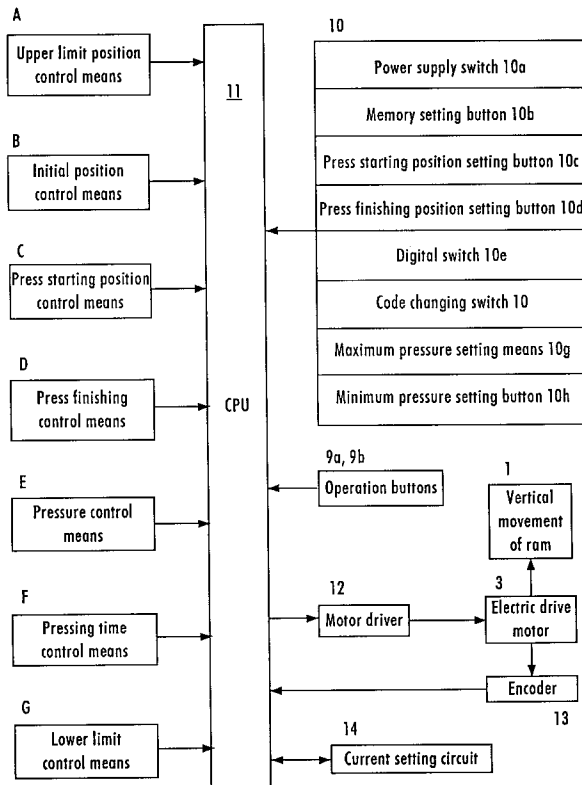 A
Upper limit position
control means
B
Initial position
control means
C
Press starting position
control means
D
Press finishing
control means
E
Pressure control
means
F
Pressing time
control means
G
Lower limit
control means
11
CPU
10
Power supply switch 10a
Memory setting button 10b
Press starting position setting button 10c
Press finishing position setting button 10d
Digital switch 10e
Code changing switch 10
Maximum pressure setting means 10g
Minimum pressure setting button 10h
9a, 9b
Operation buttons
1
Vertical
movement
of ram
12
Motor driver
3
Electric drive
motor
Encoder
13
14
Current setting circuit